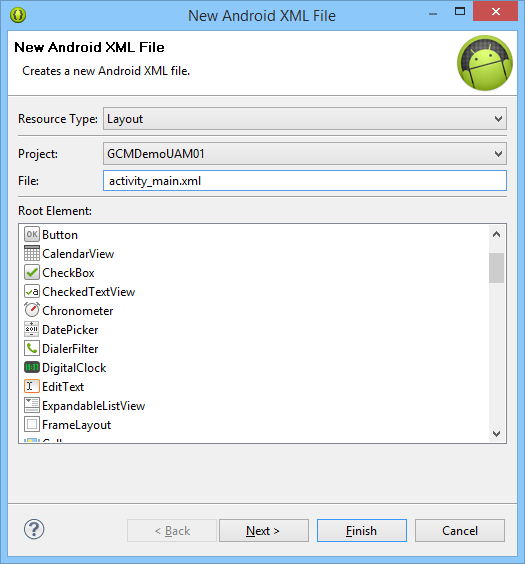 New Android XML File
New Android XML File
Creates a new Android XML file.
Resource Type: Layout
Project: GCMDemoUAM01
File: activity_main.xml
Root Element:
OK Button
CalendarView
CheckBox
a CheckedTextView
Chronometer
2011 DatePicker
DialerFilter
DigitalClock
EditText
ExpandableListView
FrameLayout
? < Back Next > Finish Cancel